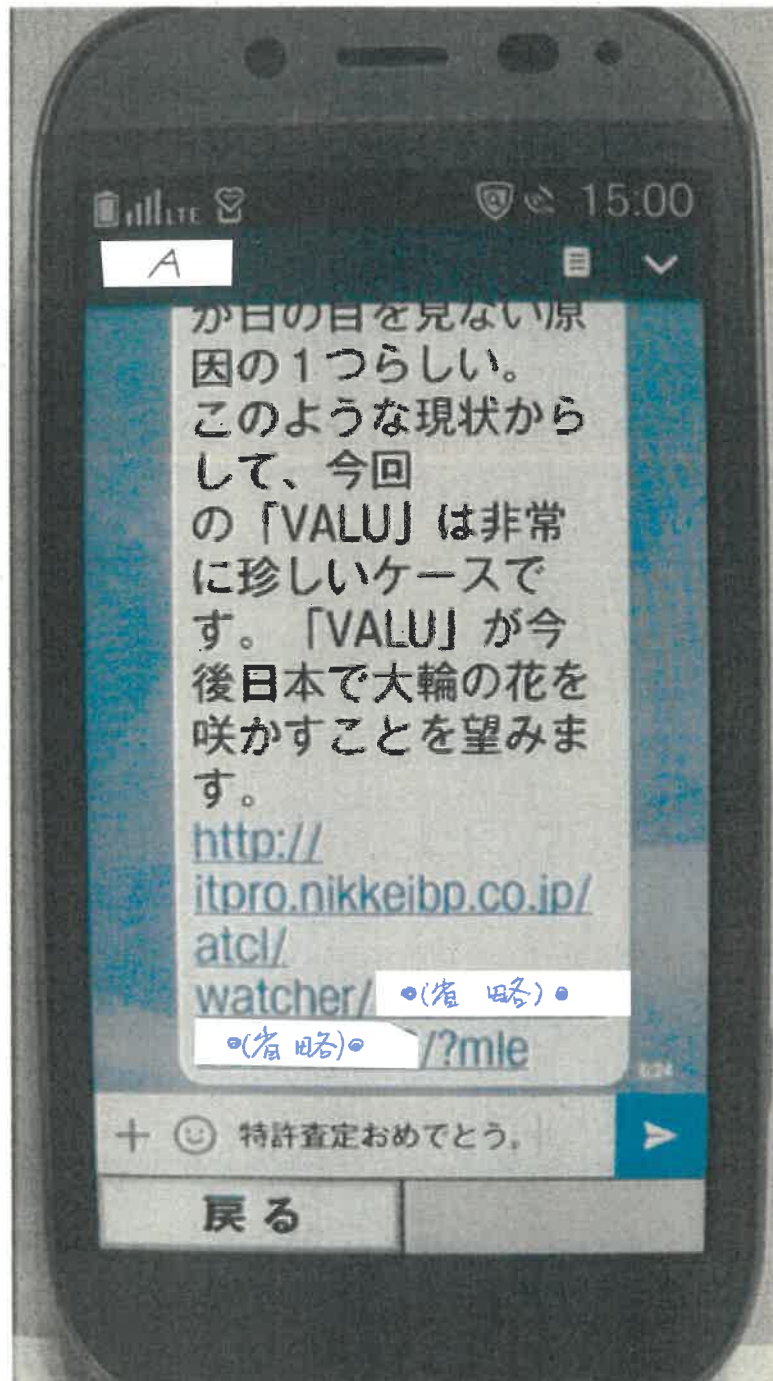 LTE 15:00
A
が日の目を見ない原
因の1つらしい。
このような現状から
して、今回
の「VALU」は非常
に珍しいケースで
す。「VALU」が今
後日本で大輪の花を
咲かすことを望みま
す。
http://
itpro.nikkeibp.co.jp/
atcl/
watcher/ •(省略)•
•(省略)• /?mle
特許査定おめでとう。
戻る